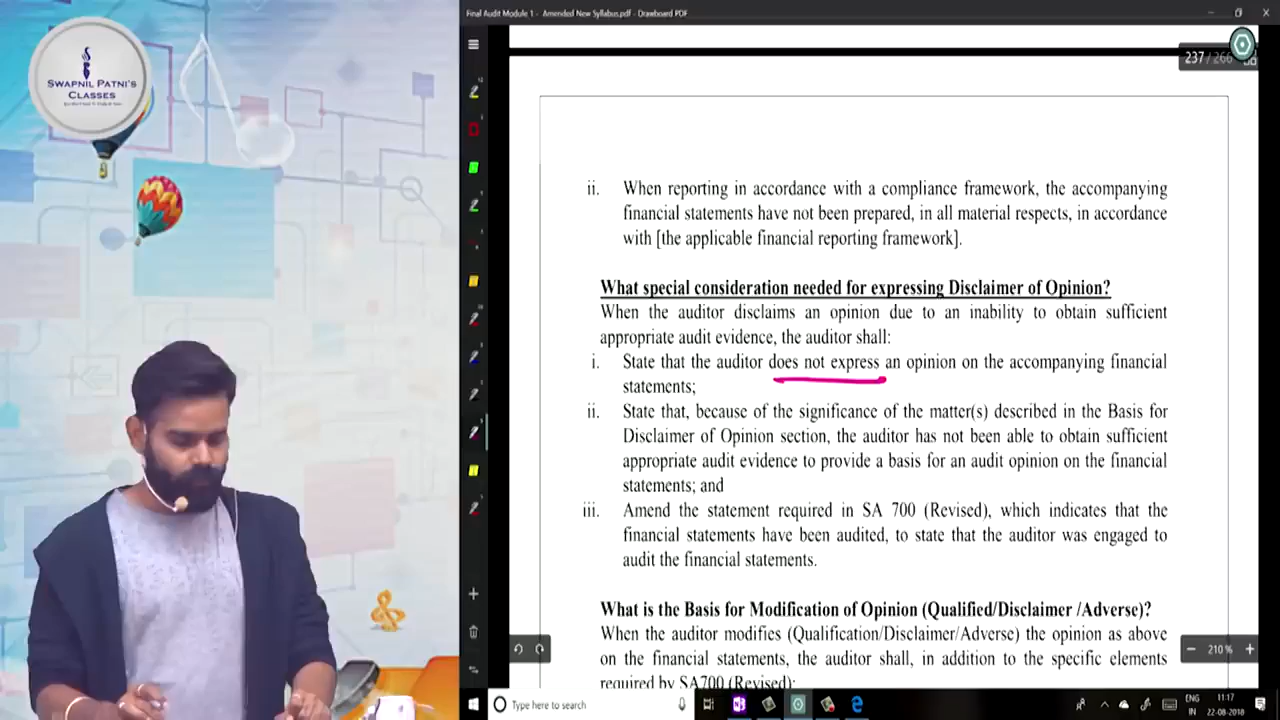 Final Audit Module 1 - Amended New Syllabus.pdf - Drawboard PDF
SWAPNIL PATNI'S
CLASSES
237 / 266
ii. When reporting in accordance with a compliance framework, the accompanying
financial statements have not been prepared, in all material respects, in accordance
with [the applicable financial reporting framework].
What special consideration needed for expressing Disclaimer of Opinion?
When the auditor disclaims an opinion due to an inability to obtain sufficient
appropriate audit evidence, the auditor shall:
i. State that the auditor does not express an opinion on the accompanying financial
statements;
ii. State that, because of the significance of the matter(s) described in the Basis for
Disclaimer of Opinion section, the auditor has not been able to obtain sufficient
appropriate audit evidence to provide a basis for an audit opinion on the financial
statements; and
iii. Amend the statement required in SA 700 (Revised), which indicates that the
financial statements have been audited, to state that the auditor was engaged to
audit the financial statements.
What is the Basis for Modification of Opinion (Qualified/Disclaimer /Adverse)?
When the auditor modifies (Qualification/Disclaimer/Adverse) the opinion as above
on the financial statements, the auditor shall, in addition to the specific elements
required by SA700 (Revised):
210 %
Type here to search
ENG
IN
11:17
22-08-2018